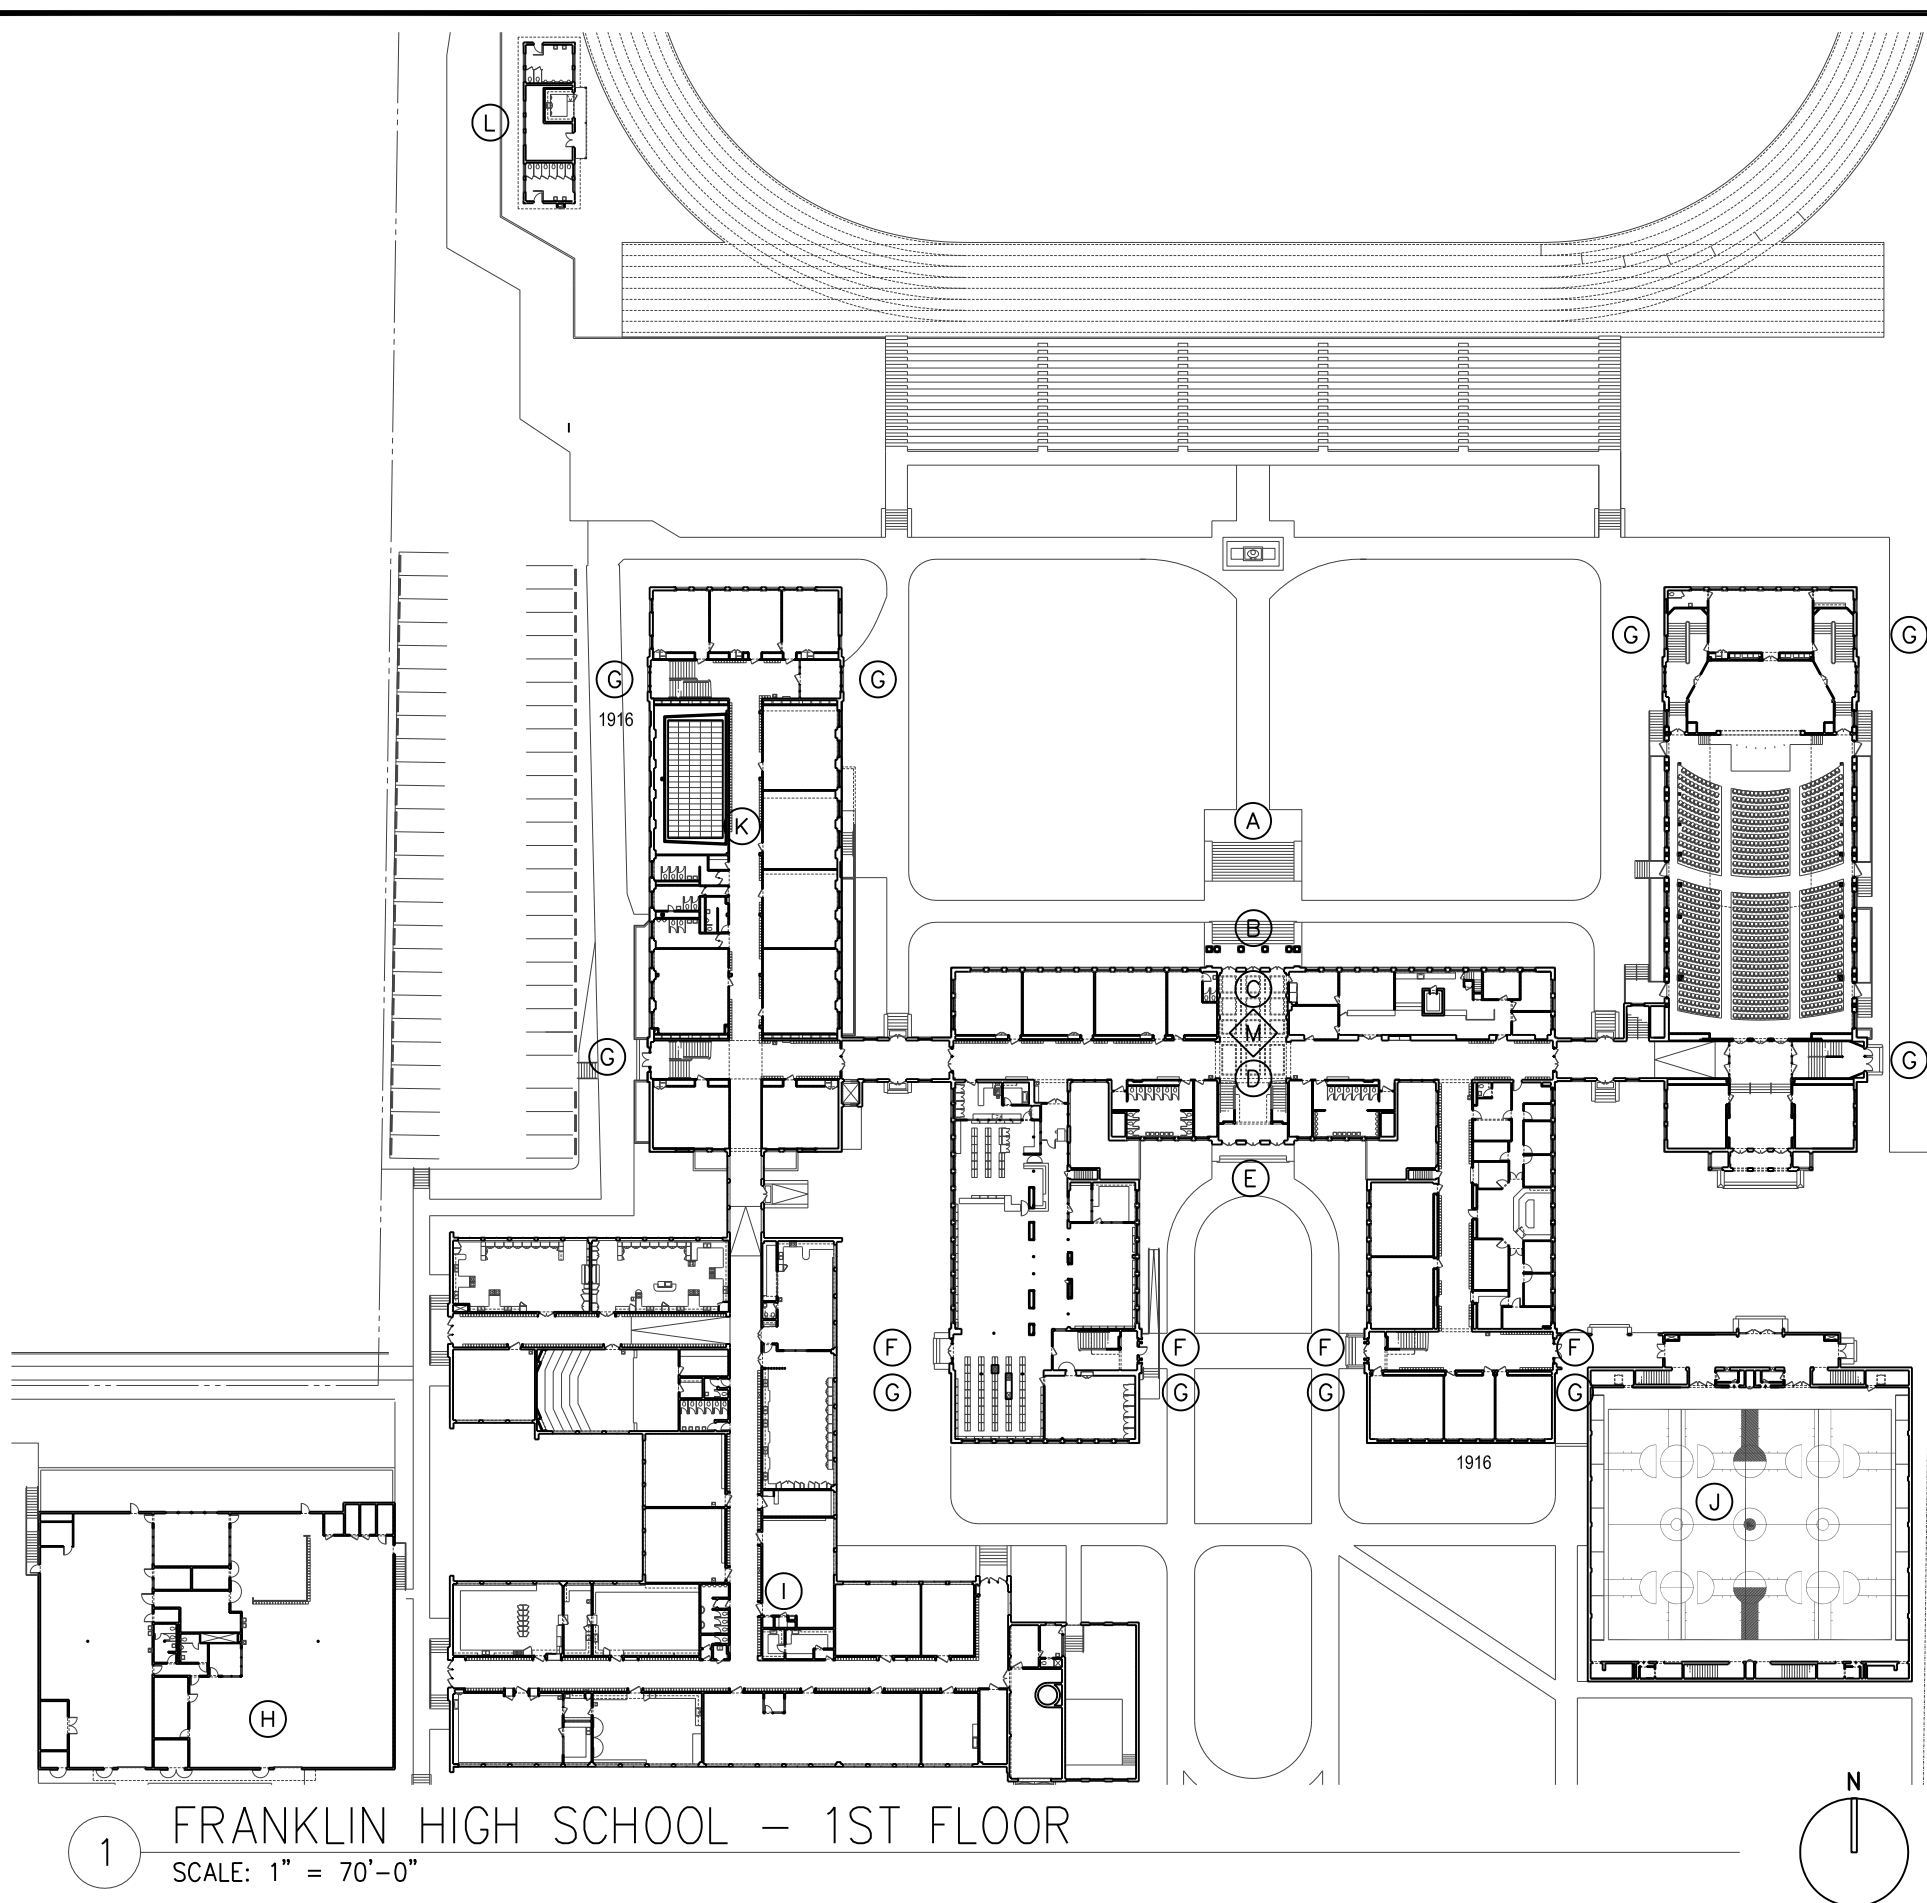 L
G
G
G
G
1916
K
A
B
C
G
M
G
D
E
F
F
F
F
G
G
G
G
1916
J
I
H
N
1
FRANKLIN HIGH SCHOOL - 1ST FLOOR
SCALE: 1" = 70'-0"